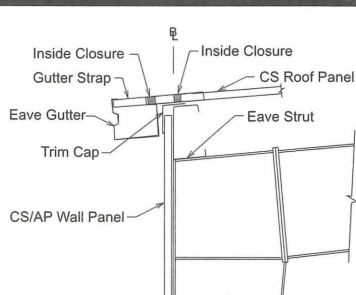 BL
Inside Closure
Inside Closure
Gutter Strap
CS Roof Panel
Eave Gutter
Eave Strut
Trim Cap
CS/AP Wall Panel